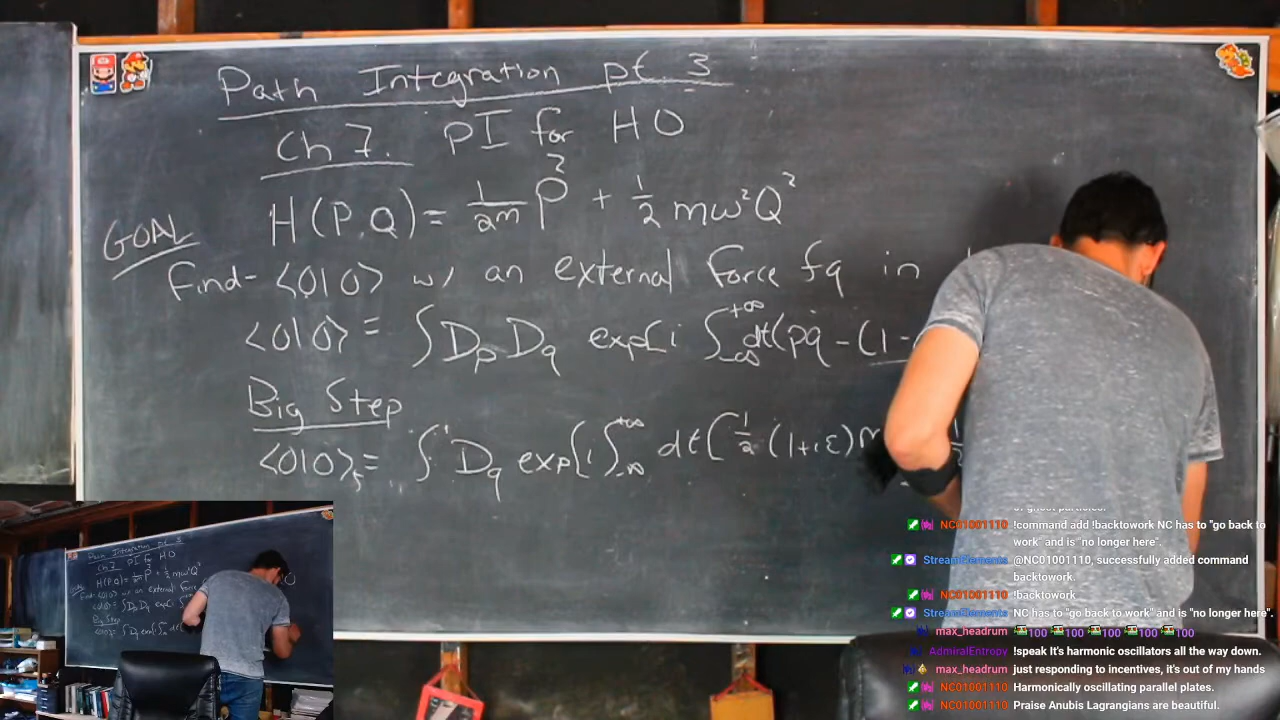 Path Integration pt 3
Ch 7. PI for HO
H(P,Q) = 1/2m P² + 1/2 mω²Q²
GOAL
Find - <0|0> w/ an external force fq in
<0|0> = ∫ Dp Dq exp[i ∫-∞+∞ dt(pq̇ - (1-
Big Step
<0|0>f = ∫ Dq exp[i ∫-∞+∞ dt[1/2 (1+iε)m
NC01001110 !command add !backtowork NC has to "go back to
work" and is "no longer here".
StreamElements @NC01001110, successfully added command
backtowork.
NC01001110 !backtowork
StreamElements NC has to "go back to work" and is "no longer here".
max_headrum 100 100 100 100 100
AdmiralEntropy !speak It's harmonic oscillators all the way down.
max_headrum just responding to incentives, it's out of my hands
NC01001110 Harmonically oscillating parallel plates.
NC01001110 Praise Anubis Lagrangians are beautiful.